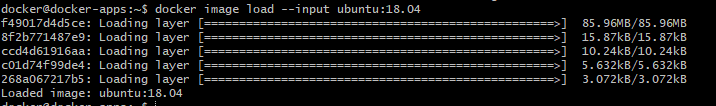 docker@docker-apps:~$ docker image load --input ubuntu:18.04
f49017d4d5ce: Loading layer [==================================================>]  85.96MB/85.96MB
8f2b771487e9: Loading layer [==================================================>]  15.87kB/15.87kB
ccd4d61916aa: Loading layer [==================================================>]  10.24kB/10.24kB
c01d74f99de4: Loading layer [==================================================>]  5.632kB/5.632kB
268a067217b5: Loading layer [==================================================>]  3.072kB/3.072kB
Loaded image: ubuntu:18.04
docker@docker-apps:~$